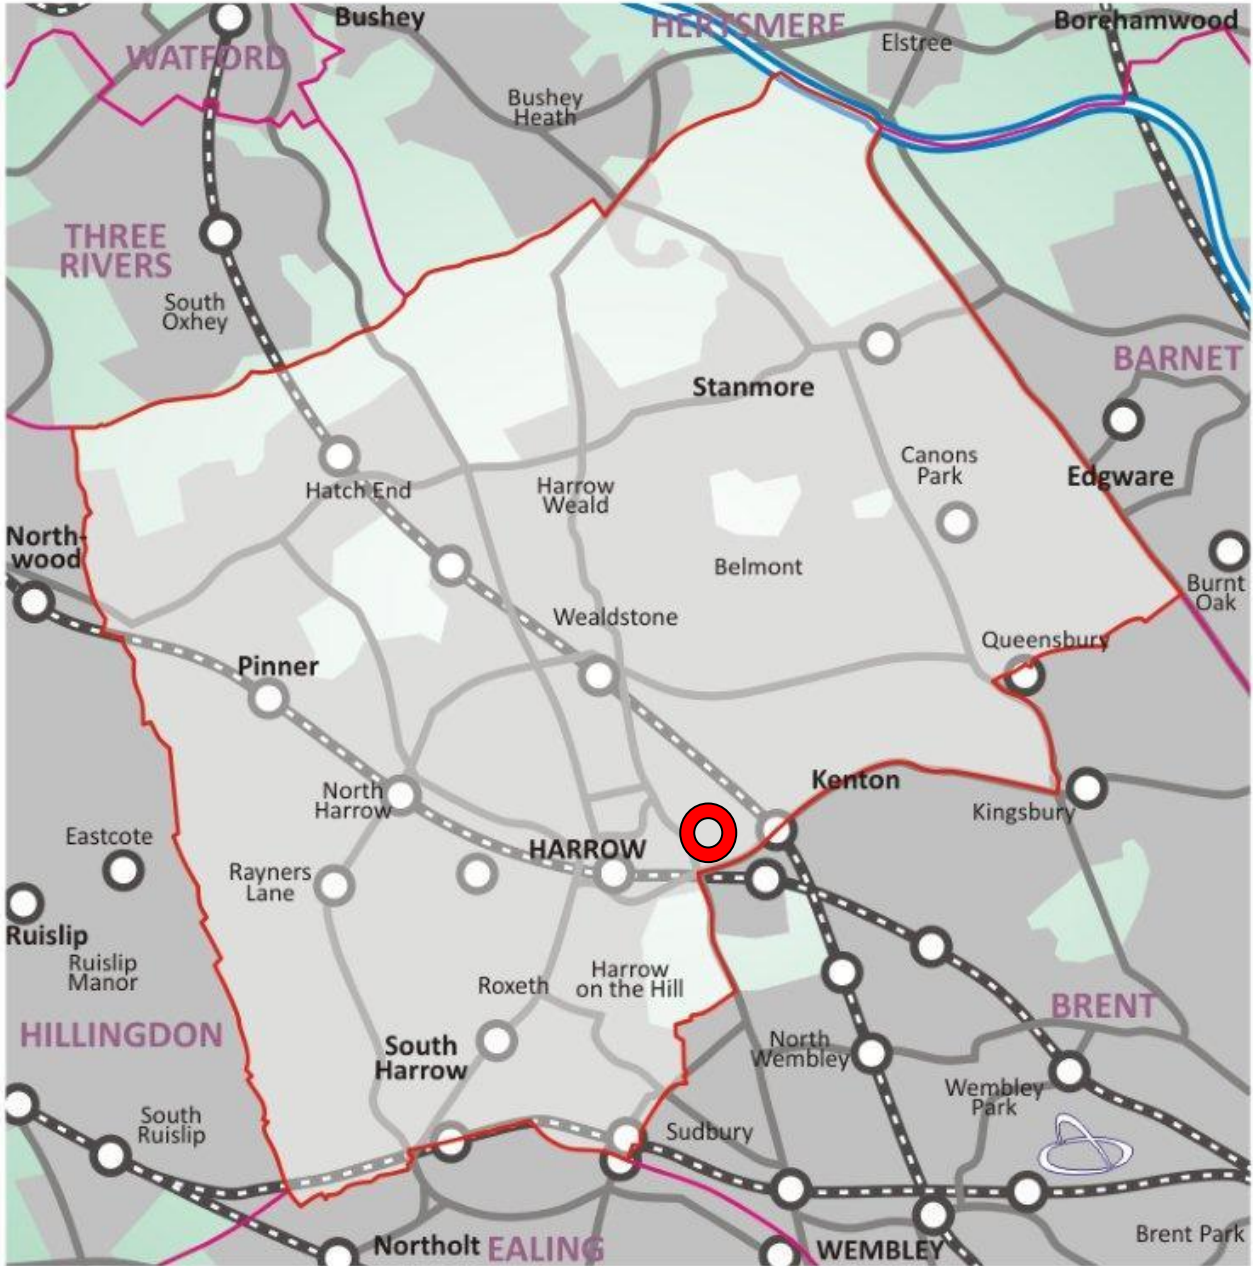 Bushey
HERTSMERE
Borehamwood
WATFORD
Elstree
Bushey
Heath
THREE
RIVERS
South
Oxhey
BARNET
Stanmore
Canons
Park
Edgware
Hatch End
Harrow
Weald
North-
wood
Belmont
Burnt
Oak
Wealdstone
Queensbury
Pinner
Kenton
North
Harrow
Kingsbury
Eastcote
HARROW
Rayners
Lane
Ruislip
Ruislip
Manor
Harrow
on the Hill
Roxeth
BRENT
HILLINGDON
South
Harrow
North
Wembley
Wembley
Park
South
Ruislip
Sudbury
Brent Park
Northolt
EALING
WEMBLEY